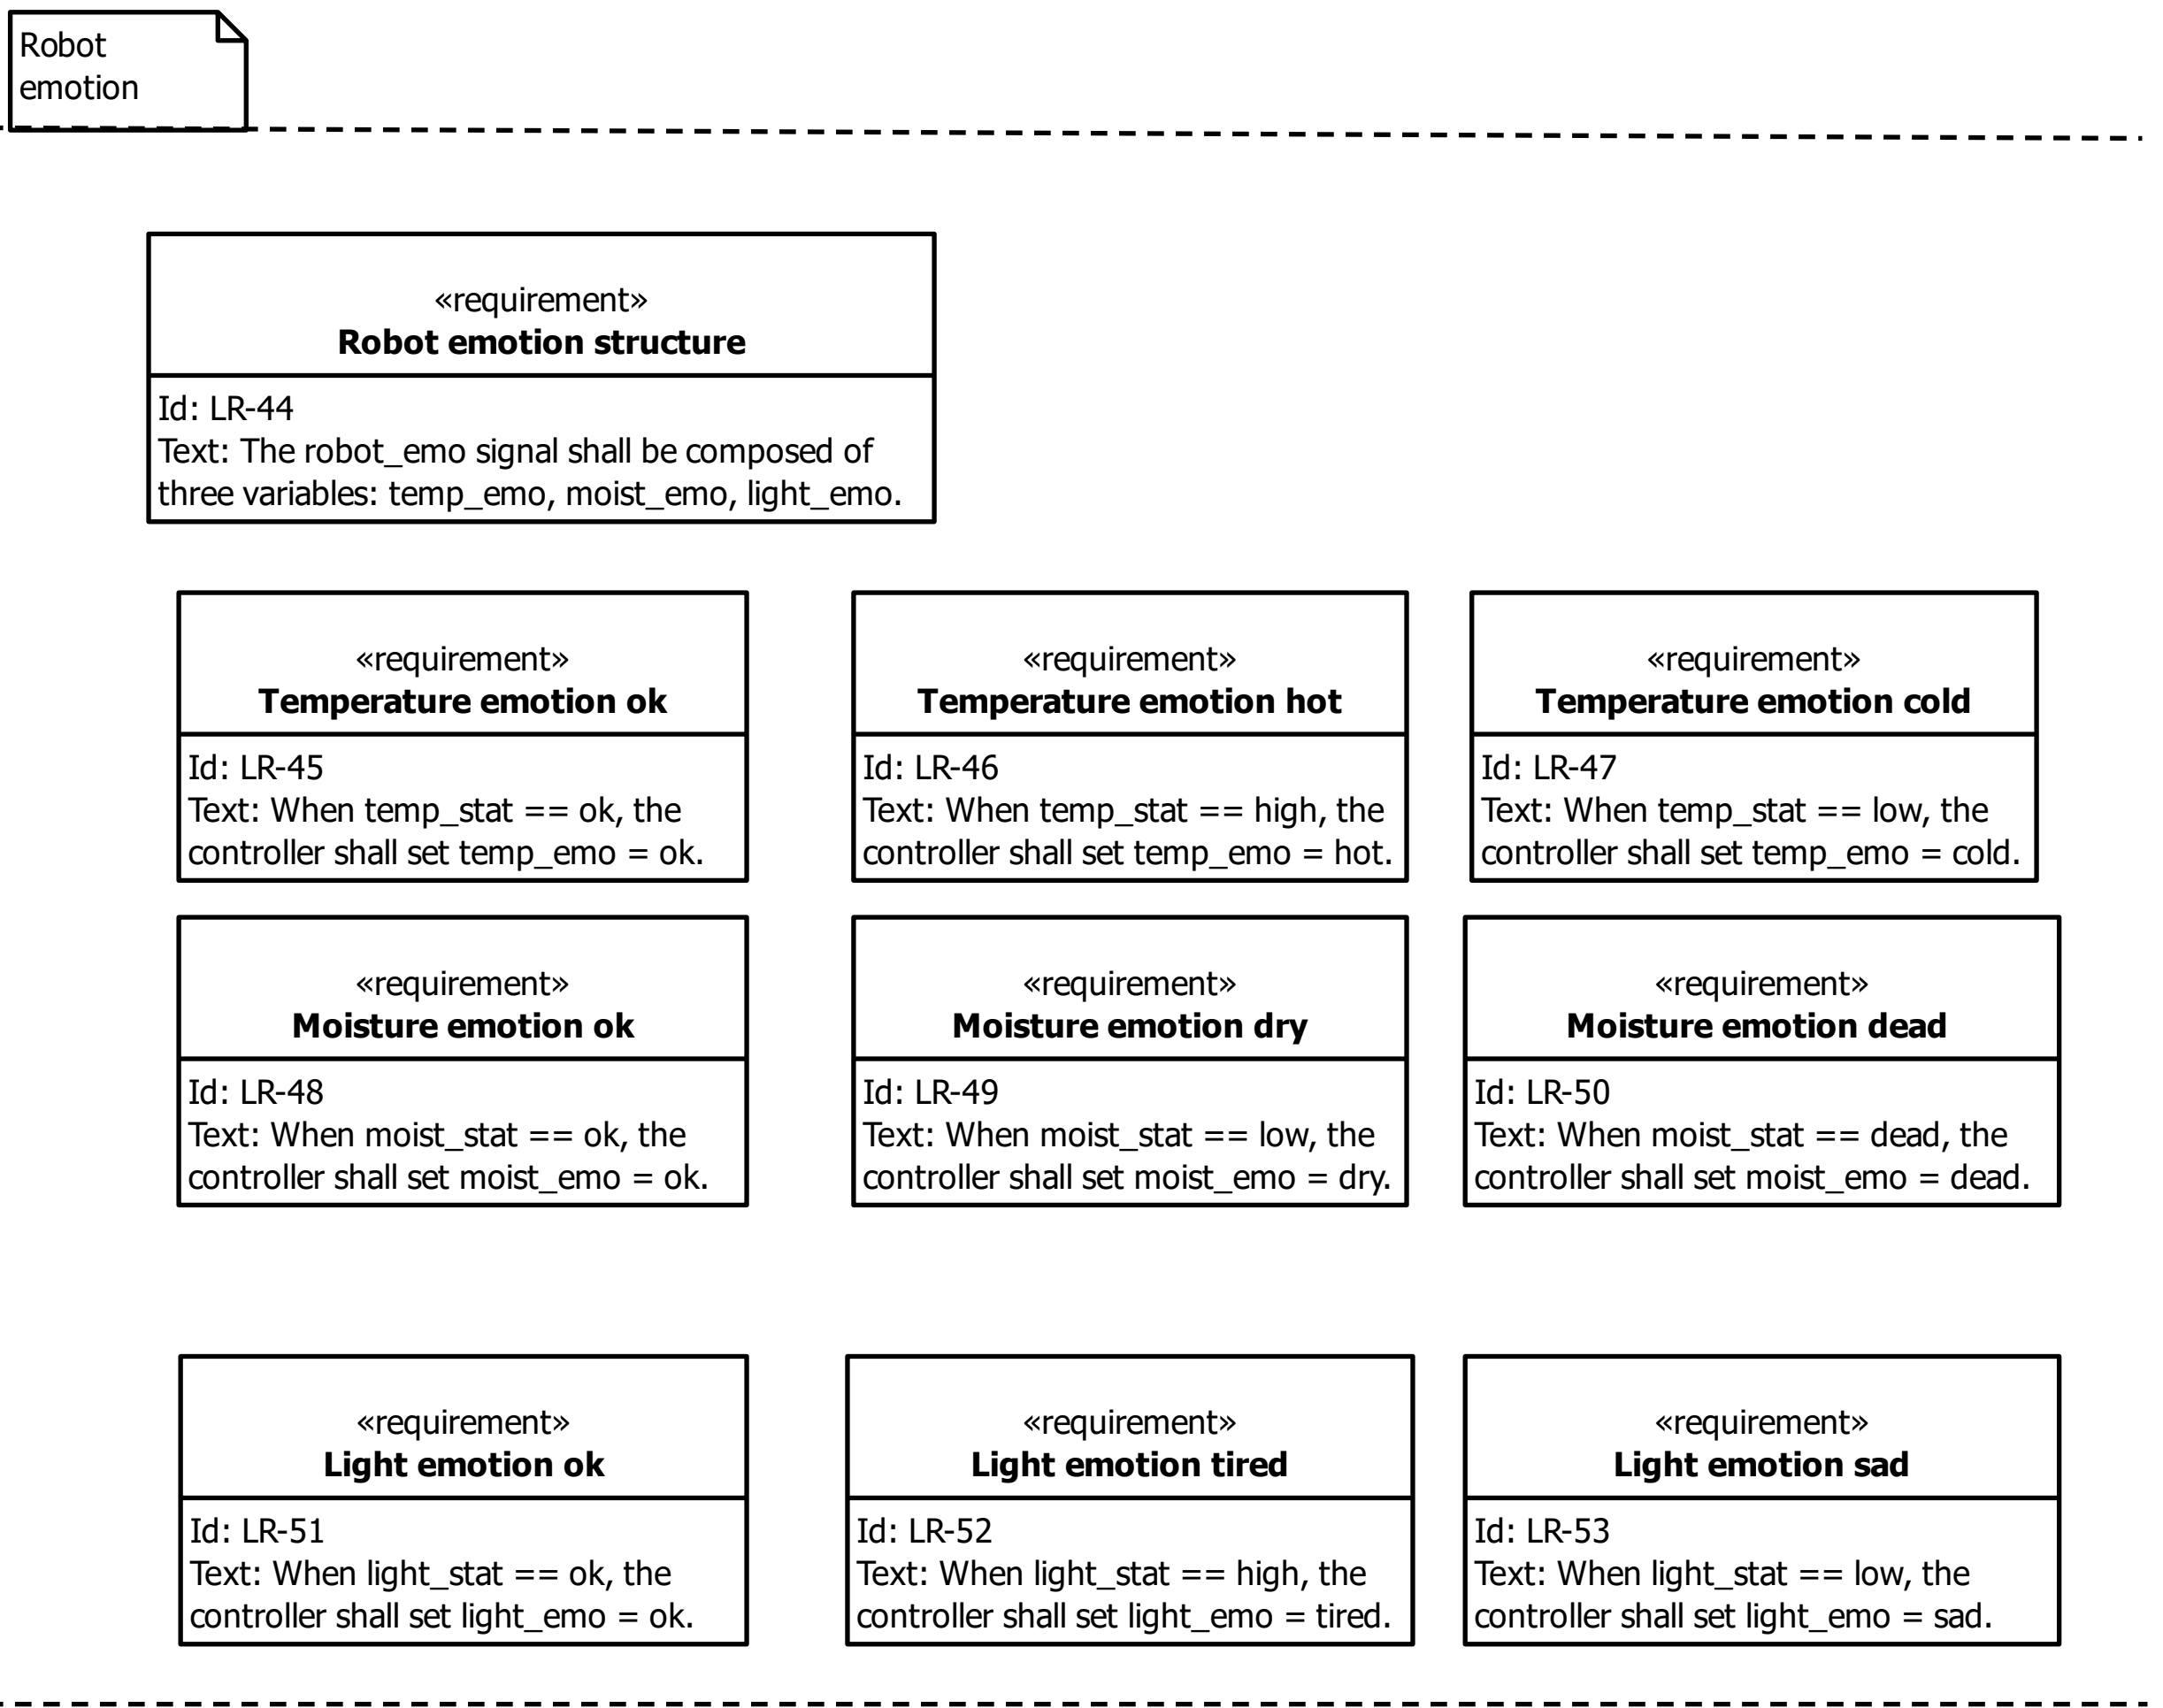 Robot
emotion
«requirement»
Robot emotion structure
Id: LR-44
Text: The robot_emo signal shall be composed of
three variables: temp_emo, moist_emo, light_emo.
«requirement»
Temperature emotion ok
Id: LR-45
Text: When temp_stat == ok, the
controller shall set temp_emo = ok.
«requirement»
Temperature emotion hot
Id: LR-46
Text: When temp_stat == high, the
controller shall set temp_emo = hot.
«requirement»
Temperature emotion cold
Id: LR-47
Text: When temp_stat == low, the
controller shall set temp_emo = cold.
«requirement»
Moisture emotion ok
Id: LR-48
Text: When moist_stat == ok, the
controller shall set moist_emo = ok.
«requirement»
Moisture emotion dry
Id: LR-49
Text: When moist_stat == low, the
controller shall set moist_emo = dry.
«requirement»
Moisture emotion dead
Id: LR-50
Text: When moist_stat == dead, the
controller shall set moist_emo = dead.
«requirement»
Light emotion ok
Id: LR-51
Text: When light_stat == ok, the
controller shall set light_emo = ok.
«requirement»
Light emotion tired
Id: LR-52
Text: When light_stat == high, the
controller shall set light_emo = tired.
«requirement»
Light emotion sad
Id: LR-53
Text: When light_stat == low, the
controller shall set light_emo = sad.